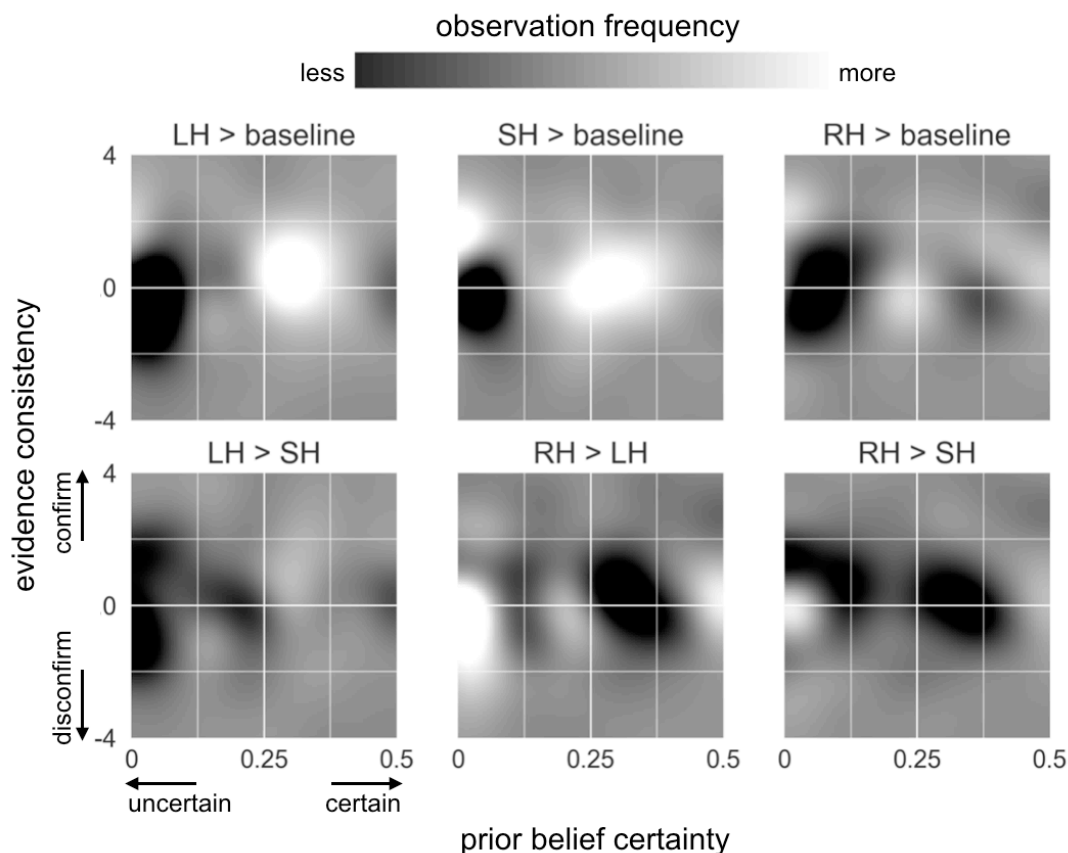 observation frequency
less more
LH > baseline SH > baseline RH > baseline
4
0
-4
LH > SH RH > LH RH > SH
4
0
-4
evidence consistency
confirm
disconfirm
0 0.25 0.5 0 0.25 0.5 0 0.25 0.5
uncertain certain
prior belief certainty